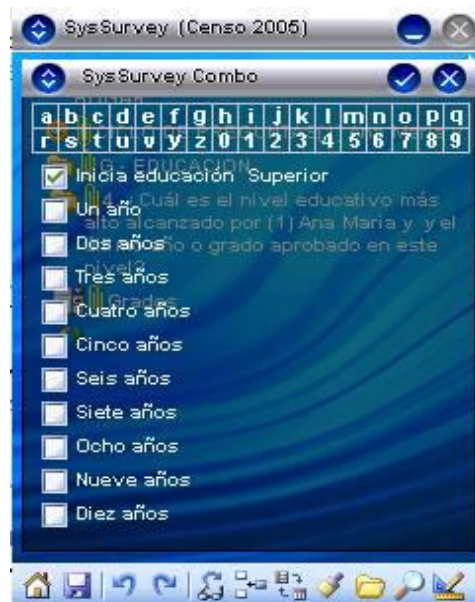 SysSurvey (Censo 2005)
SysSurvey Combo
a b c d e f g h i j k l m n o p q
r s t u v y z 0 1 2 3 4 5 6 7 8 9
G - EDUCACION
Inicia educación Superior
4 Cuál es el nivel educativo más
Un año
alto alcanzado por (1) Ana Maria y y el
Dos años
o grado aprobado en este
nivel?
Tres años
Grados
Cuatro años
Cinco años
Seis años
Siete años
Ocho años
Nueve años
Diez años